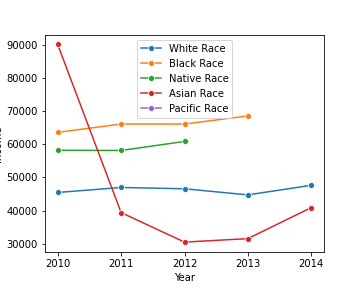 White Race
Black Race
Native Race
Asian Race
Pacific Race
90000
80000
70000
60000
50000
40000
30000
2010
2011
2012
2013
2014
Year